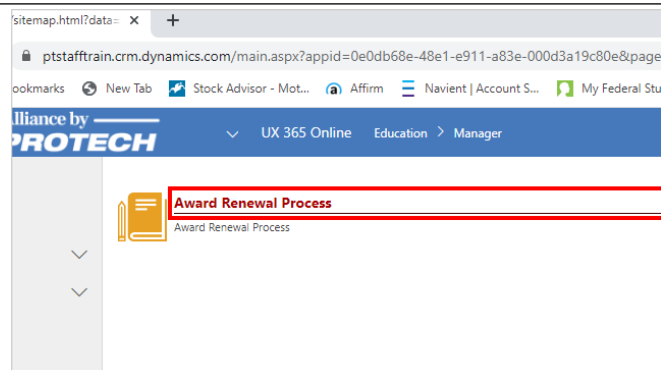 /sitemap.html?data= × +
ptstafftrain.crm.dynamics.com/main.aspx?appid=0e0db68e-48e1-e911-a83e-000d3a19c80e&page
ookmarks New Tab Stock Advisor - Mot... Affirm Navient | Account S... My Federal Stu
lliance by
PROTECH UX 365 Online Education > Manager
Award Renewal Process
Award Renewal Process